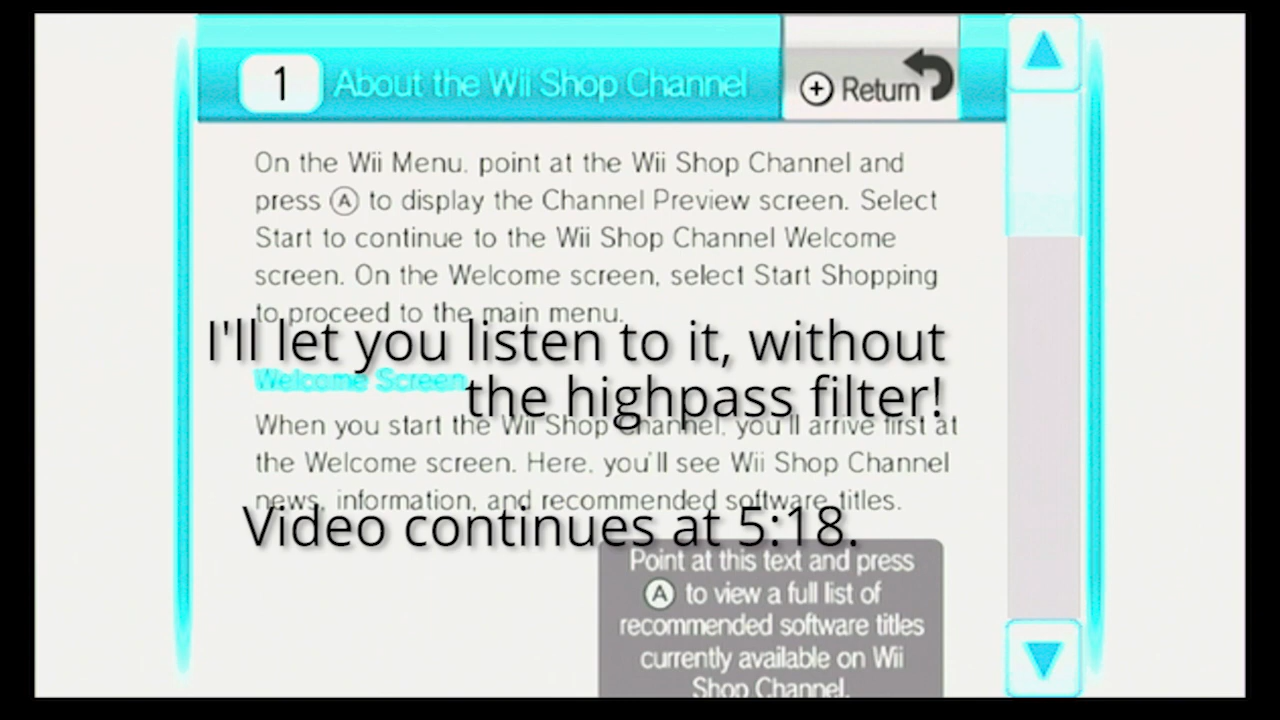 1 About the Wii Shop Channel
+ Return
On the Wii Menu, point at the Wii Shop Channel and
press A to display the Channel Preview screen. Select
Start to continue to the Wii Shop Channel Welcome
screen. On the Welcome screen, select Start Shopping
to proceed to the main menu.
I'll let you listen to it, without
the highpass filter!
Welcome Screen
When you start the Wii Shop Channel, you'll arrive first at
the Welcome screen. Here, you'll see Wii Shop Channel
news, information, and recommended software titles.
Video continues at 5:18.
Point at this text and press
A to view a full list of
recommended software titles
currently available on Wii
Shop Channel.